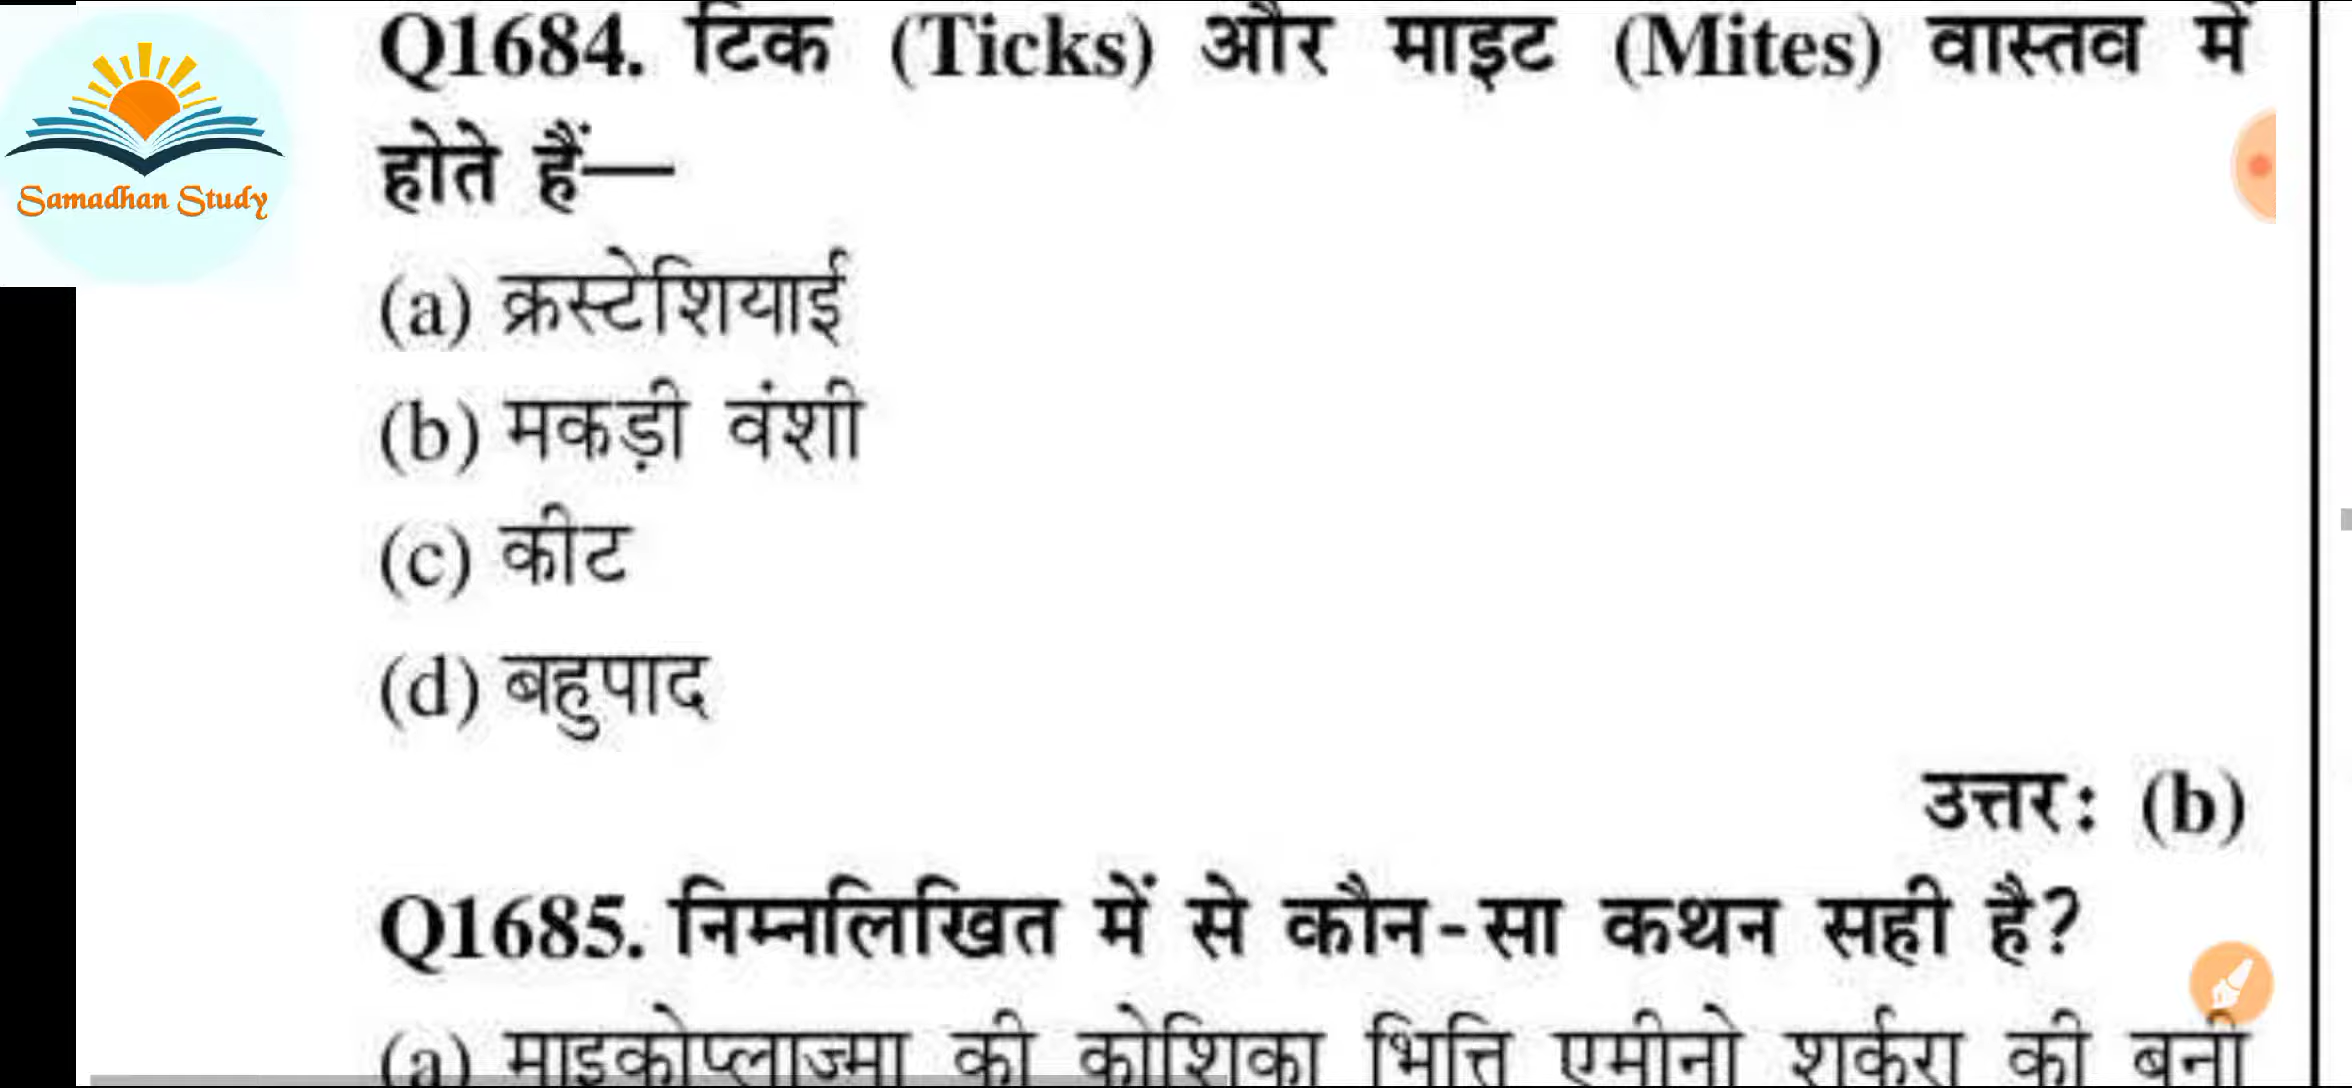 Samadhan Study
Q1684. टिक (Ticks) और माइट (Mites) वास्तव में
होते हैं—
(a) क्रस्टेशियाई
(b) मकड़ी वंशी
(c) कीट
(d) बहुपाद
उत्तरः (b)
Q1685. निम्नलिखित में से कौन-सा कथन सही है?
(a) माइकोप्लाज्मा की कोशिका भित्ति एमीनो शर्करा की बनी